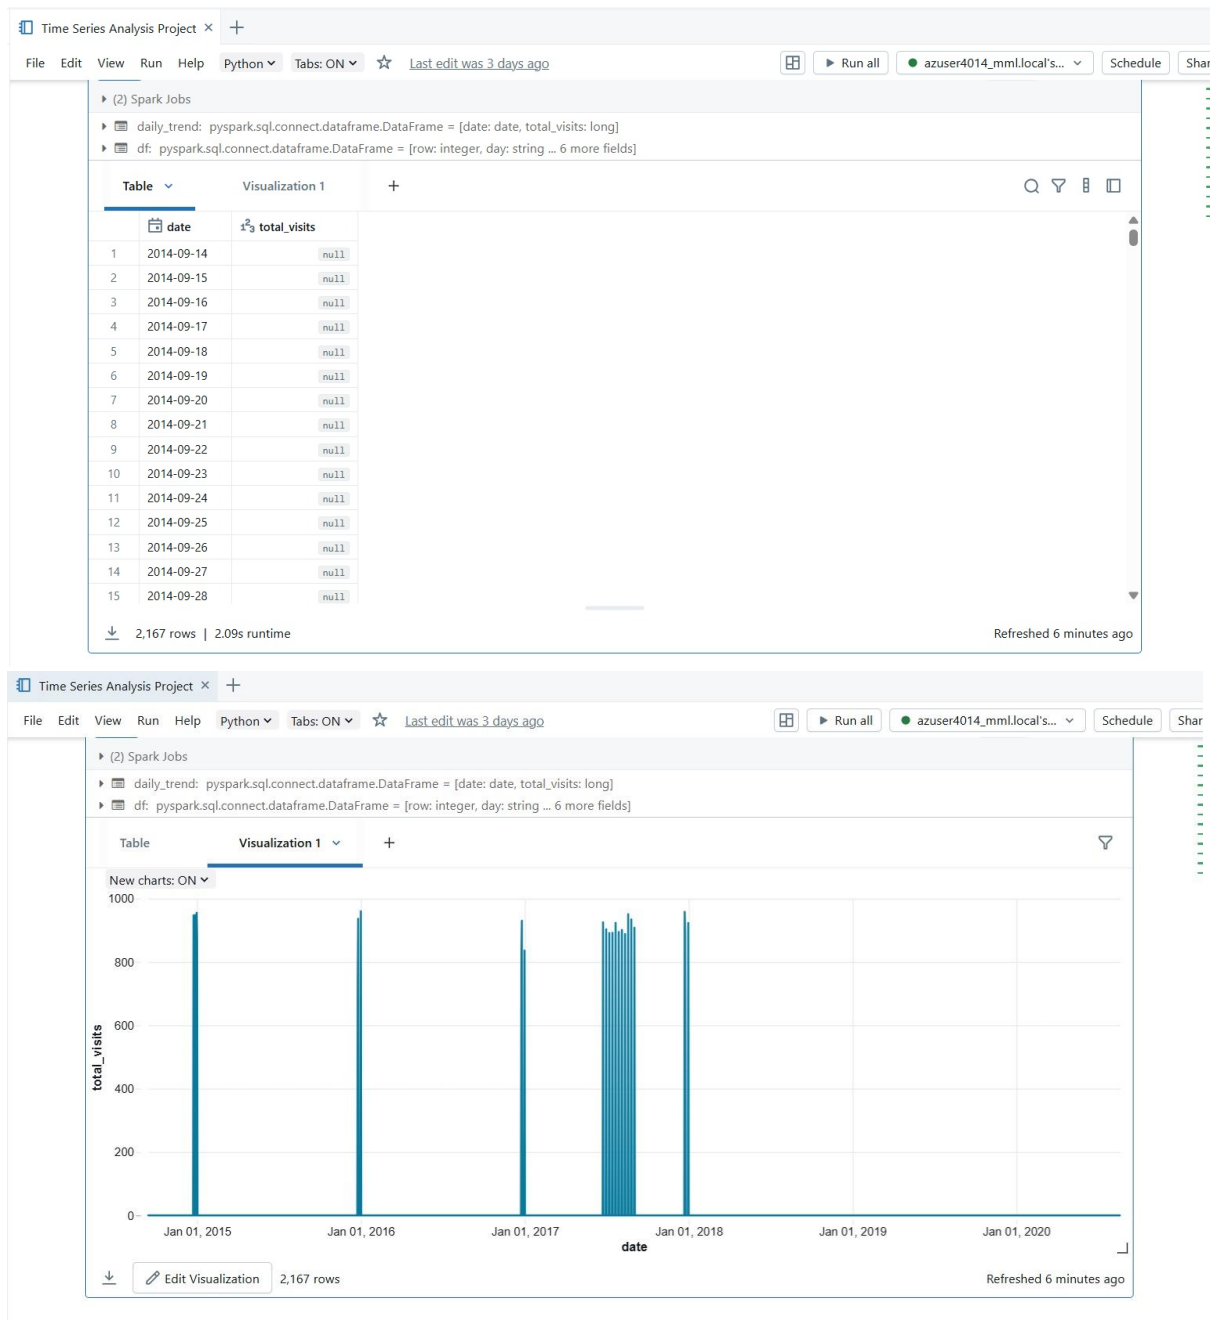 Time Series Analysis Project × +
File Edit View Run Help Python Tabs: ON Last edit was 3 days ago Run all azuser4014_mml.local's... Schedule Shar
(2) Spark Jobs
daily_trend: pyspark.sql.connect.dataframe.DataFrame = [date: date, total_visits: long]
df: pyspark.sql.connect.dataframe.DataFrame = [row: integer, day: string ... 6 more fields]
Table Visualization 1 +
date 123 total_visits
1 2014-09-14 null
2 2014-09-15 null
3 2014-09-16 null
4 2014-09-17 null
5 2014-09-18 null
6 2014-09-19 null
7 2014-09-20 null
8 2014-09-21 null
9 2014-09-22 null
10 2014-09-23 null
11 2014-09-24 null
12 2014-09-25 null
13 2014-09-26 null
14 2014-09-27 null
15 2014-09-28 null
2,167 rows | 2.09s runtime Refreshed 6 minutes ago
Time Series Analysis Project × +
File Edit View Run Help Python Tabs: ON Last edit was 3 days ago Run all azuser4014_mml.local's... Schedule Shar
(2) Spark Jobs
daily_trend: pyspark.sql.connect.dataframe.DataFrame = [date: date, total_visits: long]
df: pyspark.sql.connect.dataframe.DataFrame = [row: integer, day: string ... 6 more fields]
Table Visualization 1 +
New charts: ON
1000
800
600
400
200
0
total_visits
Jan 01, 2015 Jan 01, 2016 Jan 01, 2017 Jan 01, 2018 Jan 01, 2019 Jan 01, 2020
date
Edit Visualization 2,167 rows Refreshed 6 minutes ago